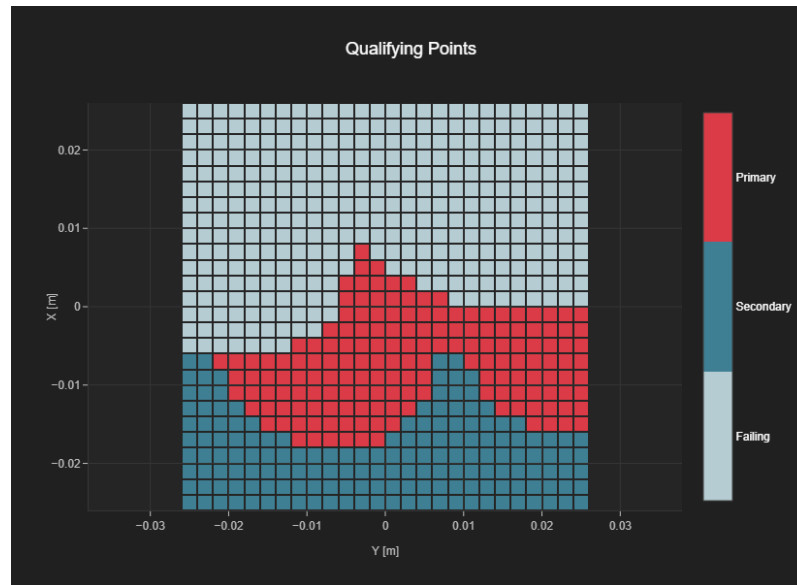 Qualifying Points
0.02
0.01
0
−0.01
−0.02
X [m]
−0.03
−0.02
−0.01
0
0.01
0.02
0.03
Y [m]
Primary
Secondary
Failing